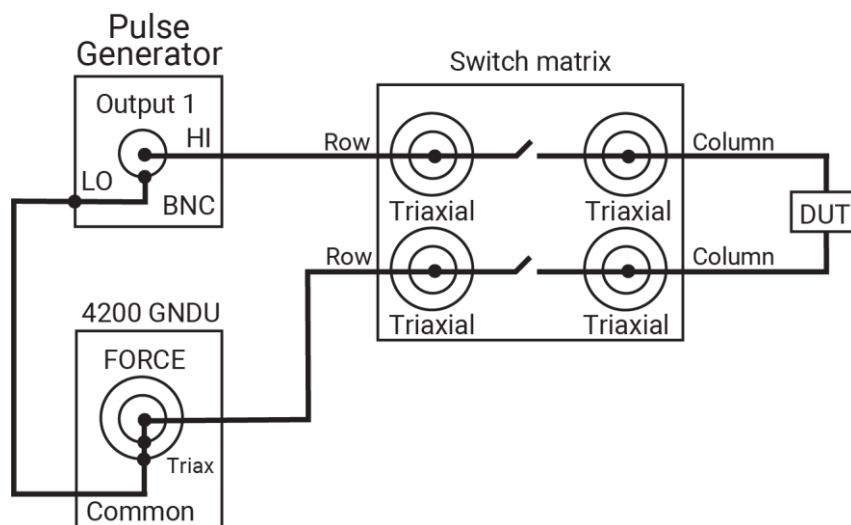 Pulse
Generator
Output 1
HI
LO
BNC
Switch matrix
Row
Column
Triaxial
Triaxial
DUT
Row
Column
Triaxial
Triaxial
4200 GNDU
FORCE
Triax
Common